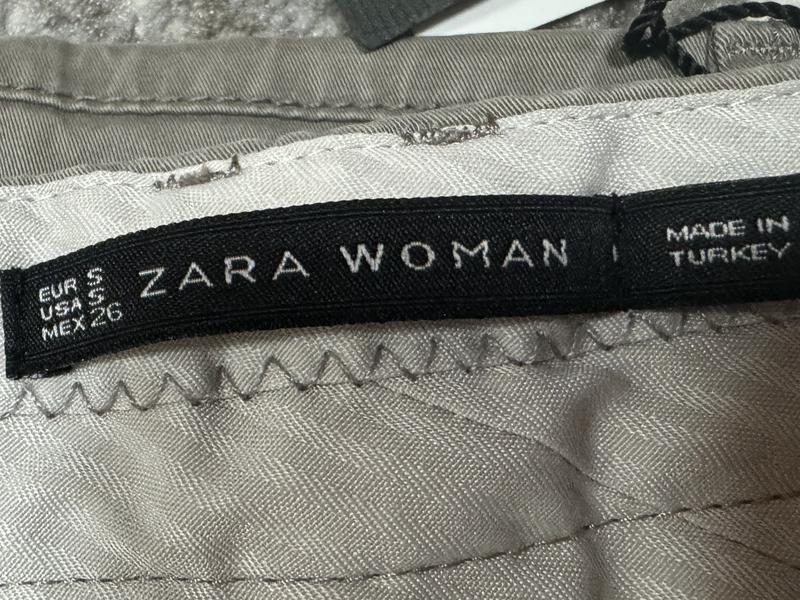 EUR S
USA S
MEX 26
ZARA WOMAN
MADE IN
TURKEY